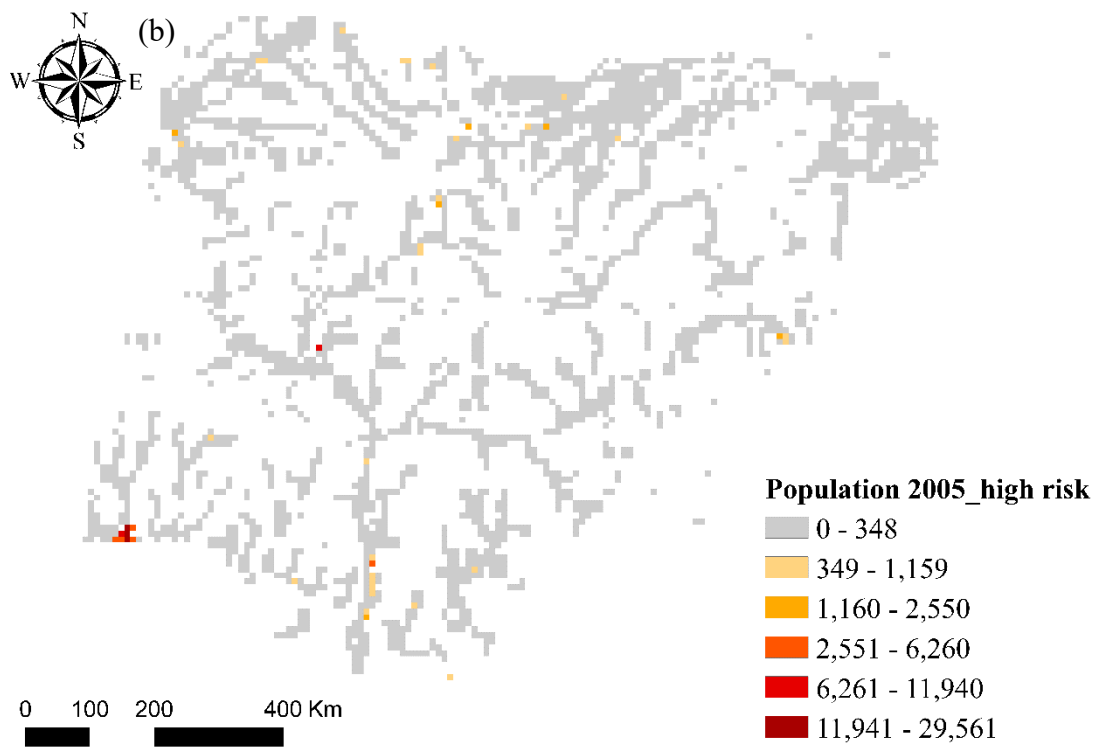 (b)
N
W E
S
Population 2005_high risk
0 - 348
349 - 1,159
1,160 - 2,550
2,551 - 6,260
6,261 - 11,940
11,941 - 29,561
0 100 200 400 Km